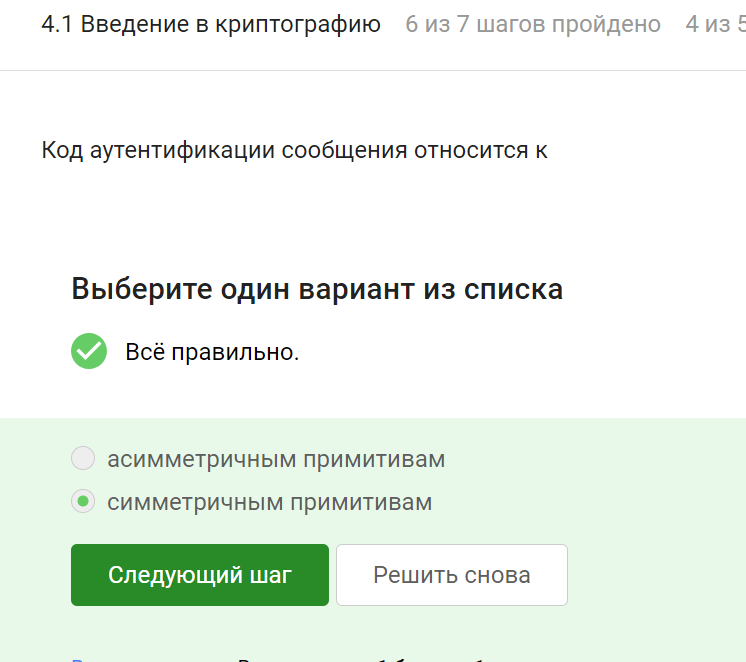 4.1 Введение в криптографию 6 из 7 шагов пройдено 4 из 5
Код аутентификации сообщения относится к
Выберите один вариант из списка
Всё правильно.
асимметричным примитивам
симметричным примитивам
Следующий шаг Решить снова